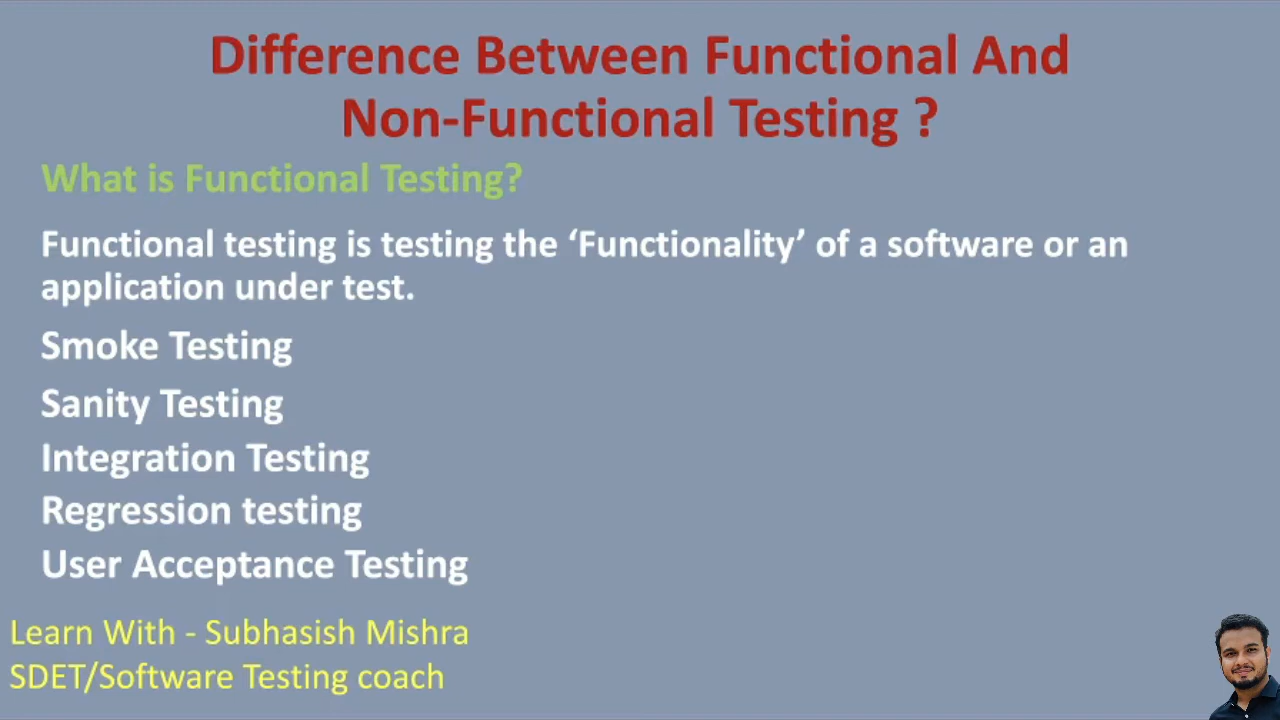 Difference Between Functional And
Non-Functional Testing ?
What is Functional Testing?
Functional testing is testing the ‘Functionality’ of a software or an
application under test.
Smoke Testing
Sanity Testing
Integration Testing
Regression testing
User Acceptance Testing
Learn With - Subhasish Mishra
SDET/Software Testing coach